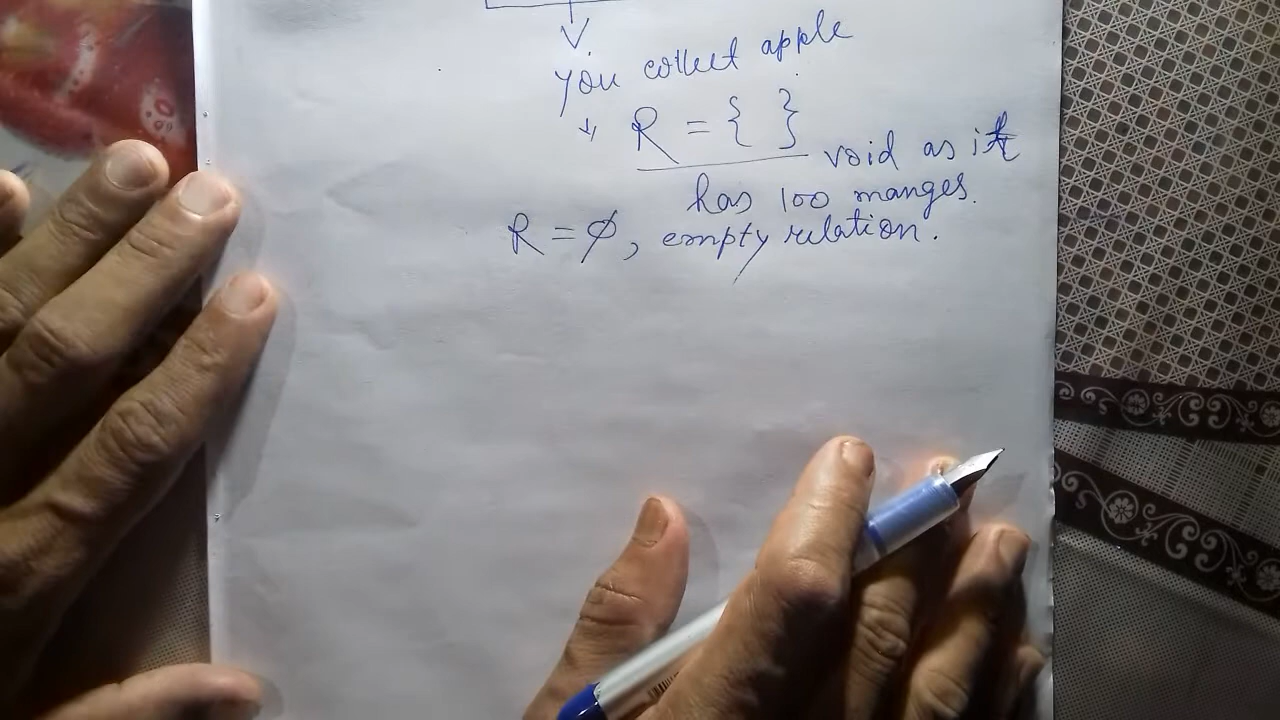 you collect apple
R = { }
void as it
has 100 manges.
R = ø, empty relation.